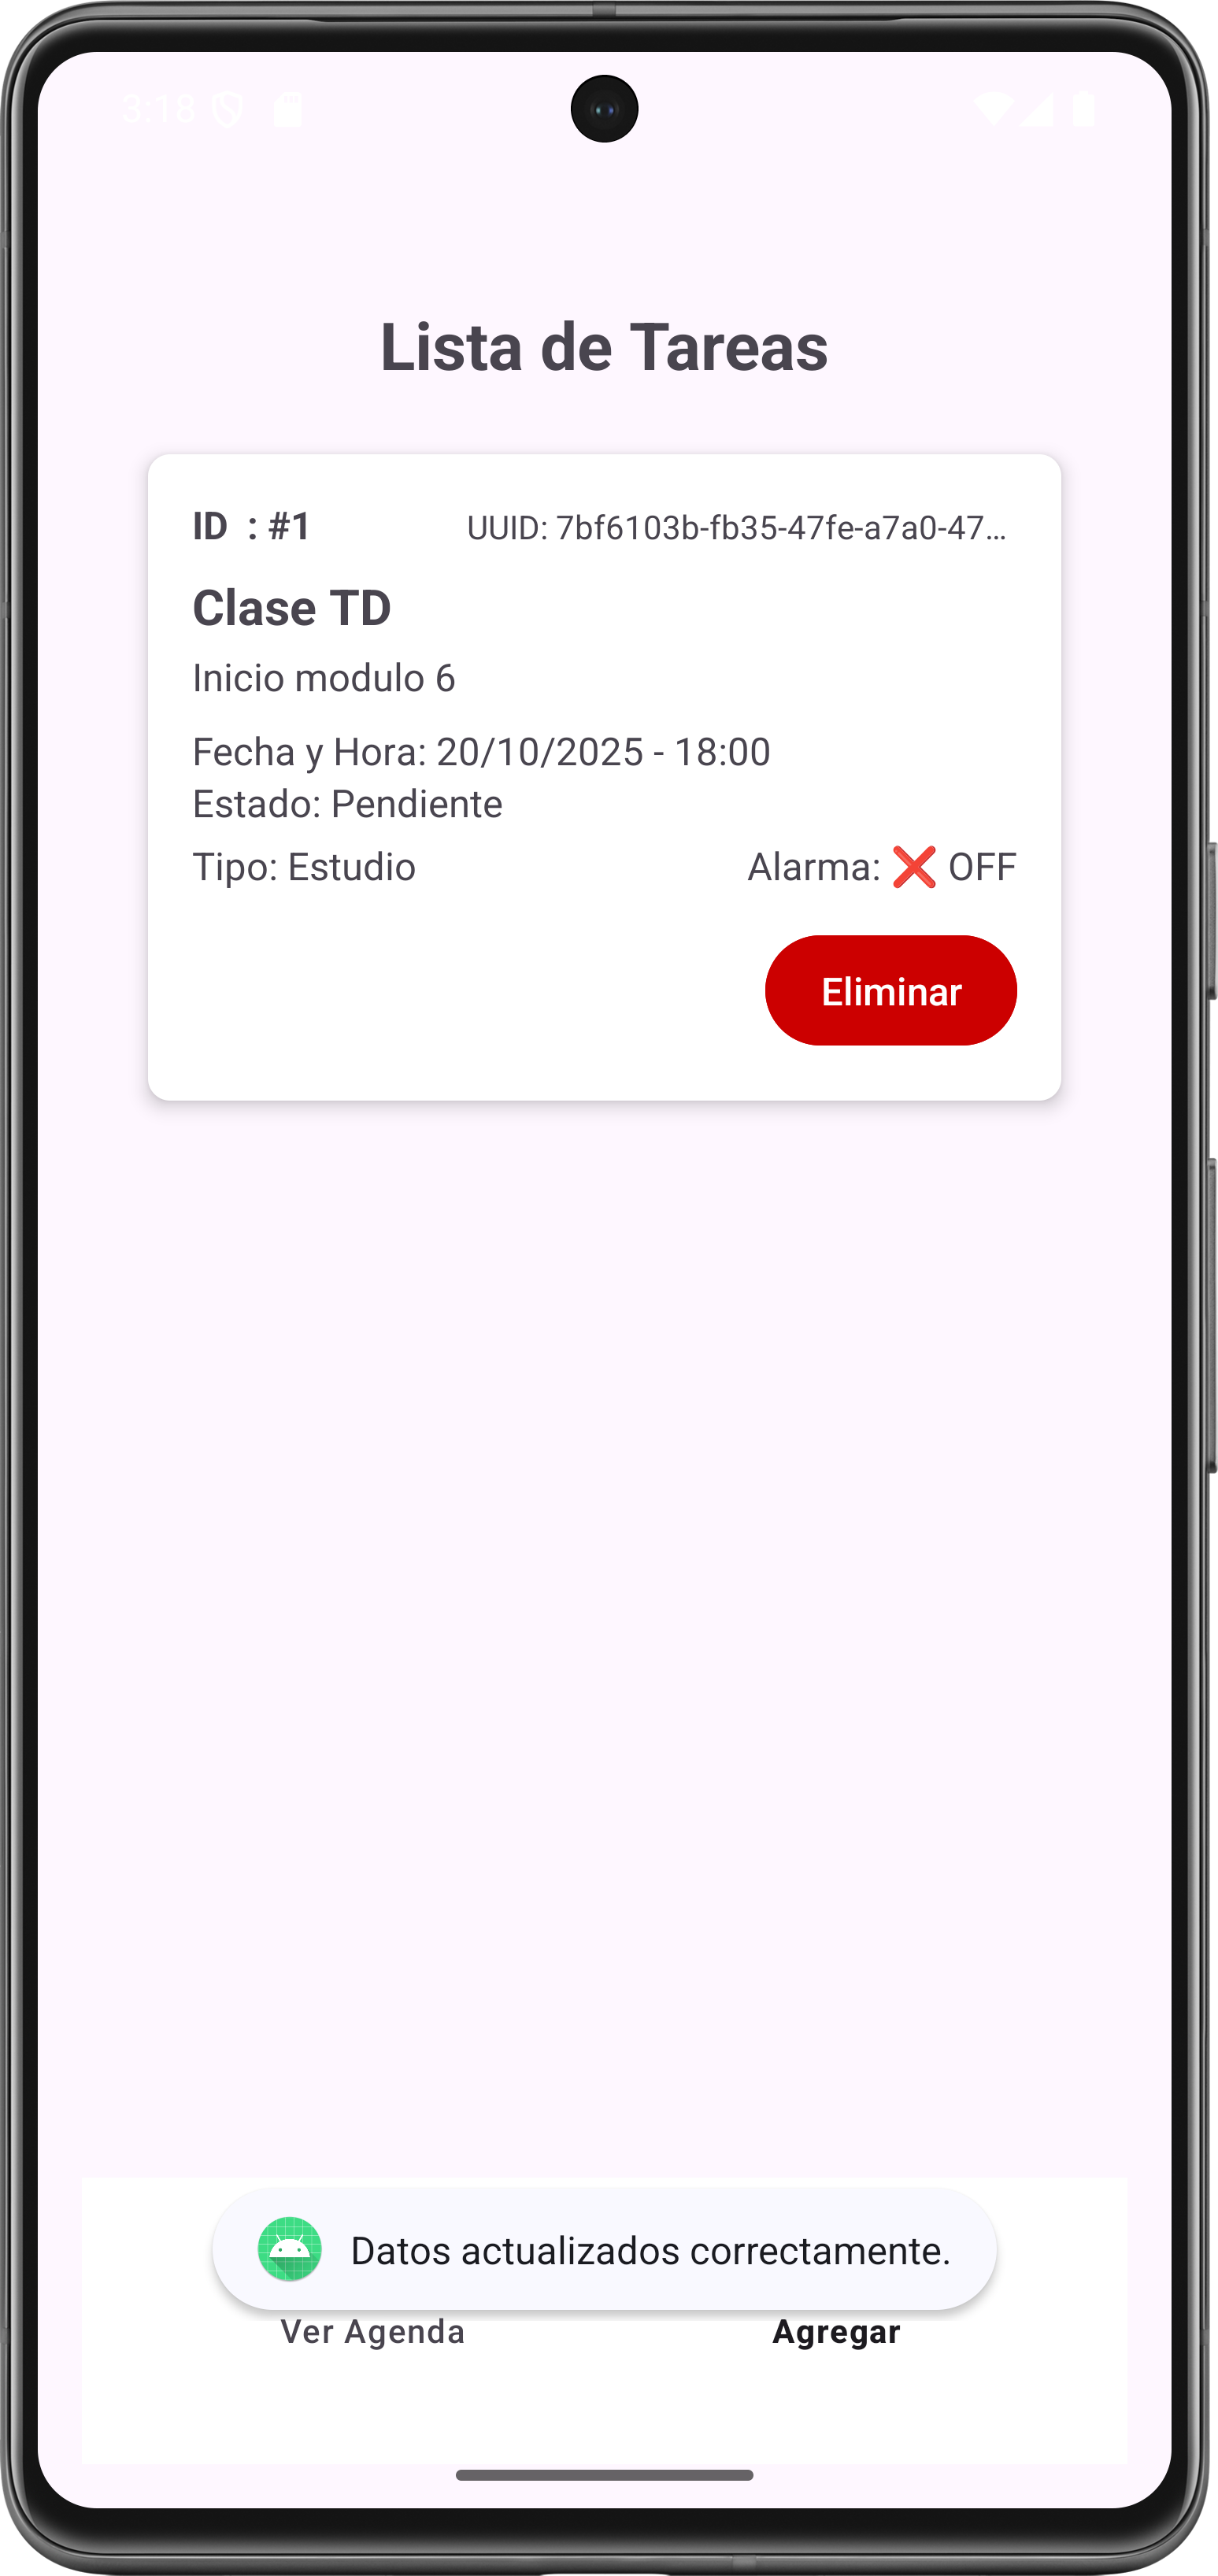 3:18
Lista de Tareas
ID : #1 UUID: 7bf6103b-fb35-47fe-a7a0-47...
Clase TD
Inicio modulo 6
Fecha y Hora: 20/10/2025 - 18:00
Estado: Pendiente
Tipo: Estudio Alarma: ❌ OFF
Eliminar
Datos actualizados correctamente.
Ver Agenda Agregar